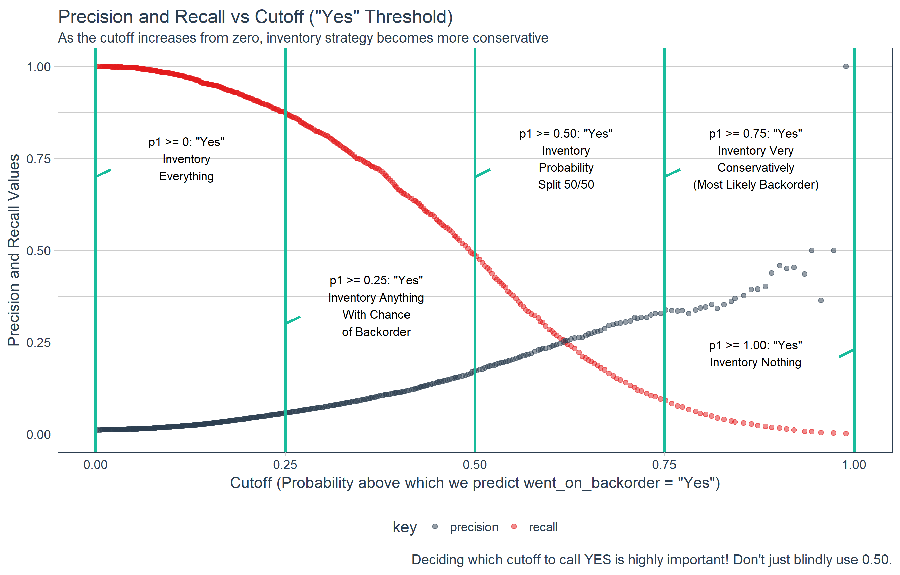 Precision and Recall vs Cutoff ("Yes" Threshold)
As the cutoff increases from zero, inventory strategy becomes more conservative
Precision and Recall Values
1.00
0.75
0.50
0.25
0.00
p1 >= 0: "Yes"
Inventory
Everything
p1 >= 0.25: "Yes"
Inventory Anything
With Chance
of Backorder
p1 >= 0.50: "Yes"
Inventory
Probability
Split 50/50
p1 >= 0.75: "Yes"
Inventory Very
Conservatively
(Most Likely Backorder)
p1 >= 1.00: "Yes"
Inventory Nothing
0.00
0.25
0.50
0.75
1.00
Cutoff (Probability above which we predict went_on_backorder = "Yes")
key
precision
recall
Deciding which cutoff to call YES is highly important! Don't just blindly use 0.50.